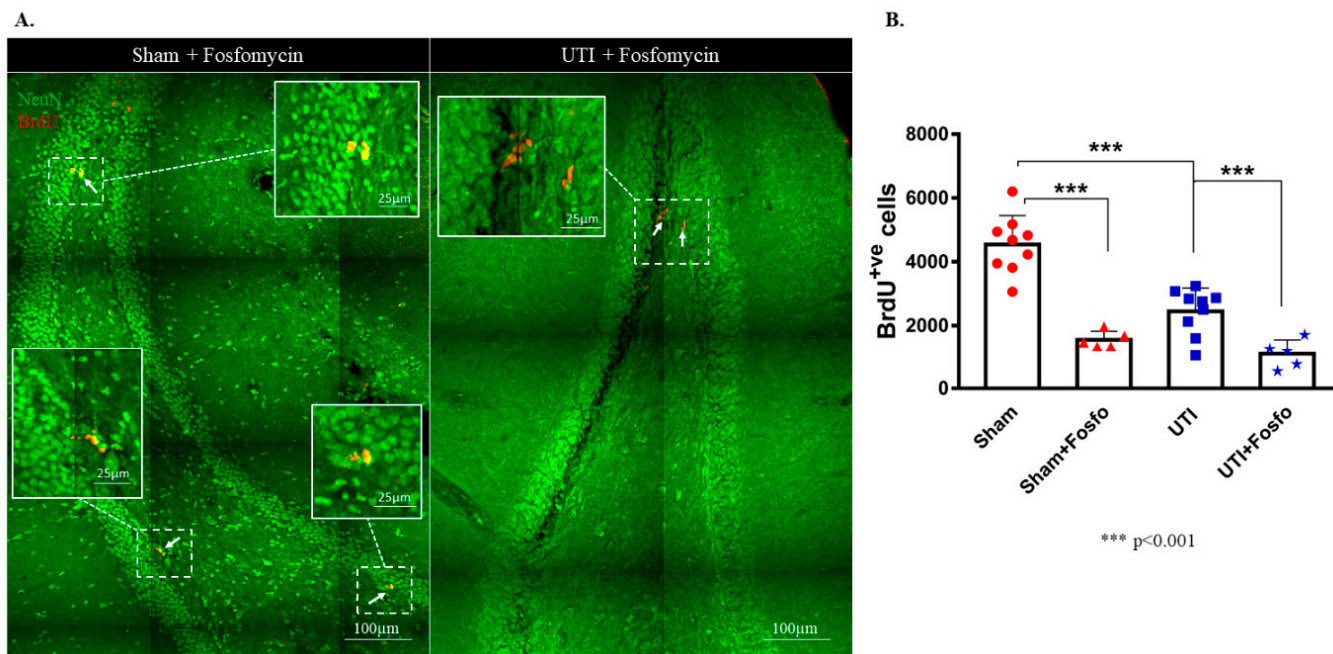 A.
Sham + Fosfomycin
UTI + Fosfomycin
NeuN
BrdU
25µm
25µm
25µm
100µm
100µm
B.
BrdU+ve cells
8000
6000
4000
2000
0
***
***
***
Sham
Sham+Fosfo
UTI
UTI+Fosfo
*** p<0.001